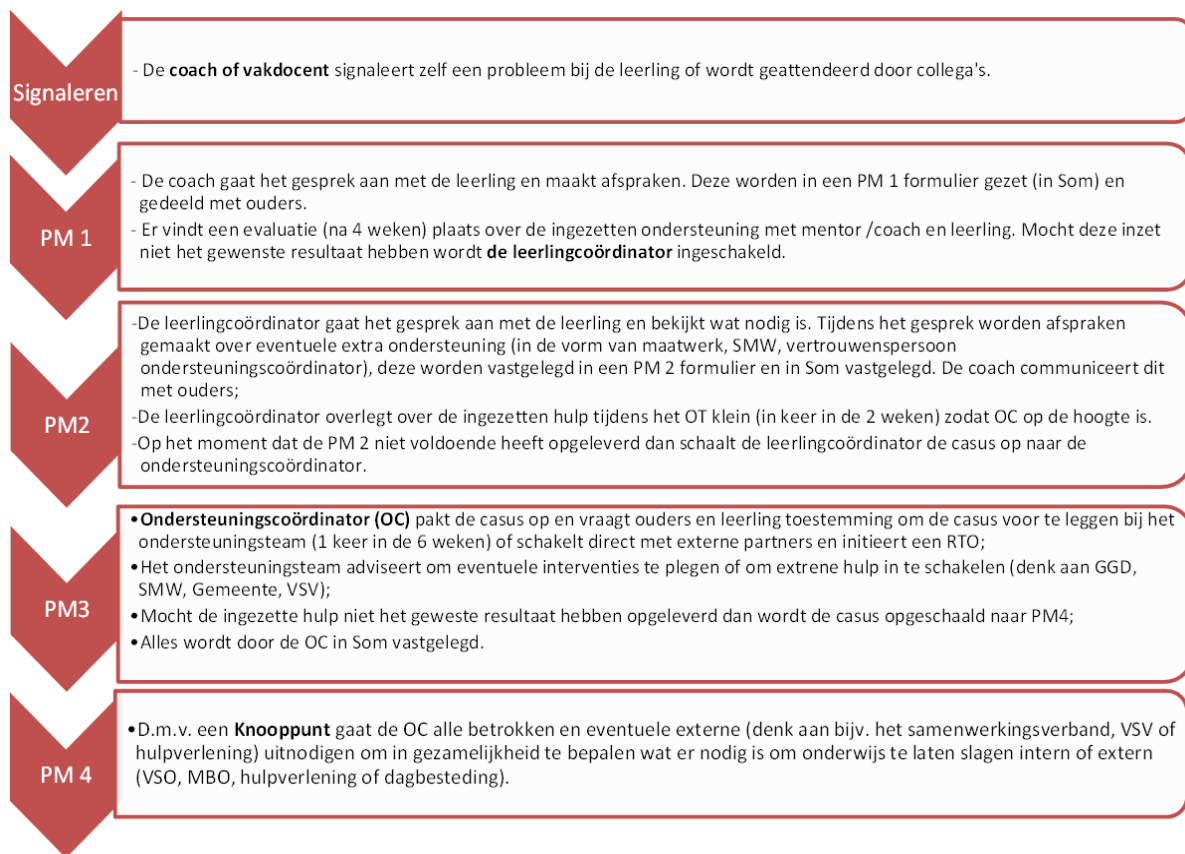 Signaleren
- De coach of vakdocent signaleert zelf een probleem bij de leerling of wordt geattendeerd door collega's.
PM 1
- De coach gaat het gesprek aan met de leerling en maakt afspraken. Deze worden in een PM 1 formulier gezet (in Som) en
gedeeld met ouders.
- Er vindt een evaluatie (na 4 weken) plaats over de ingezetten ondersteuning met mentor /coach en leerling. Mocht deze inzet
niet het gewenste resultaat hebben wordt de leerlingcoördinator ingeschakeld.
PM2
-De leerlingcoördinator gaat het gesprek aan met de leerling en bekijkt wat nodig is. Tijdens het gesprek worden afspraken
gemaakt over eventuele extra ondersteuning (in de vorm van maatwerk, SMW, vertrouwenspersoon
ondersteuningscoördinator), deze worden vastgelegd in een PM 2 formulier en in Som vastgelegd. De coach communiceert dit
met ouders;
-De leerlingcoördinator overlegt over de ingezetten hulp tijdens het OT klein (in keer in de 2 weken) zodat OC op de hoogte is.
-Op het moment dat de PM 2 niet voldoende heeft opgeleverd dan schaalt de leerlingcoördinator de casus op naar de
ondersteuningscoördinator.
PM3
•Ondersteuningscoördinator (OC) pakt de casus op en vraagt ouders en leerling toestemming om de casus voor te leggen bij het
ondersteuningsteam (1 keer in de 6 weken) of schakelt direct met externe partners en initieert een RTO;
•Het ondersteuningsteam adviseert om eventuele interventies te plegen of om extrene hulp in te schakelen (denk aan GGD,
SMW, Gemeente, VSV);
•Mocht de ingezette hulp niet het geweste resultaat hebben opgeleverd dan wordt de casus opgeschaald naar PM4;
•Alles wordt door de OC in Som vastgelegd.
PM 4
•D.m.v. een Knooppunt gaat de OC alle betrokken en eventuele externe (denk aan bijv. het samenwerkingsverband, VSV of
hulpverlening) uitnodigen om in gezamelijkheid te bepalen wat er nodig is om onderwijs te laten slagen intern of extern
(VSO, MBO, hulpverlening of dagbesteding).